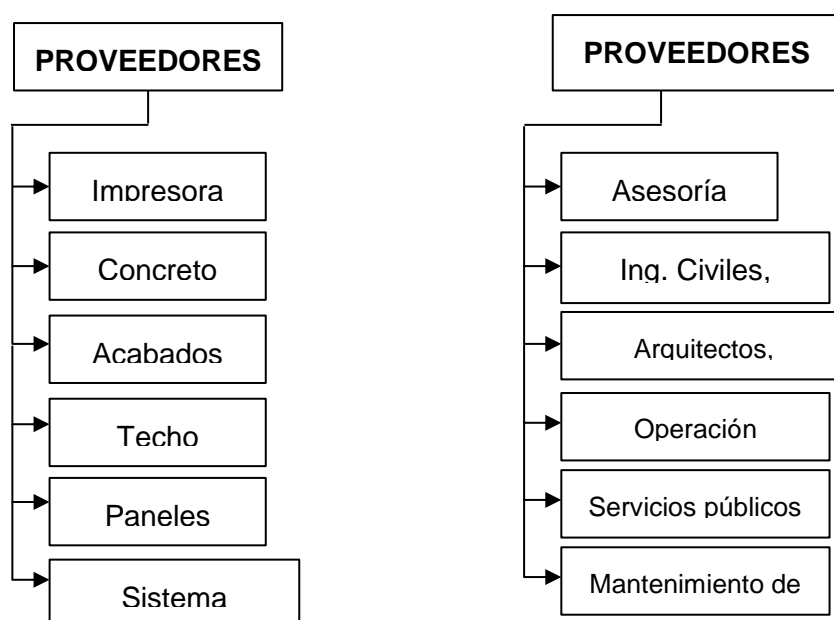 PROVEEDORES
Impresora
Concreto
Acabados
Techo
Paneles
Sistema
PROVEEDORES
Asesoría
Ing. Civiles,
Arquitectos,
Operación
Servicios públicos
Mantenimiento de